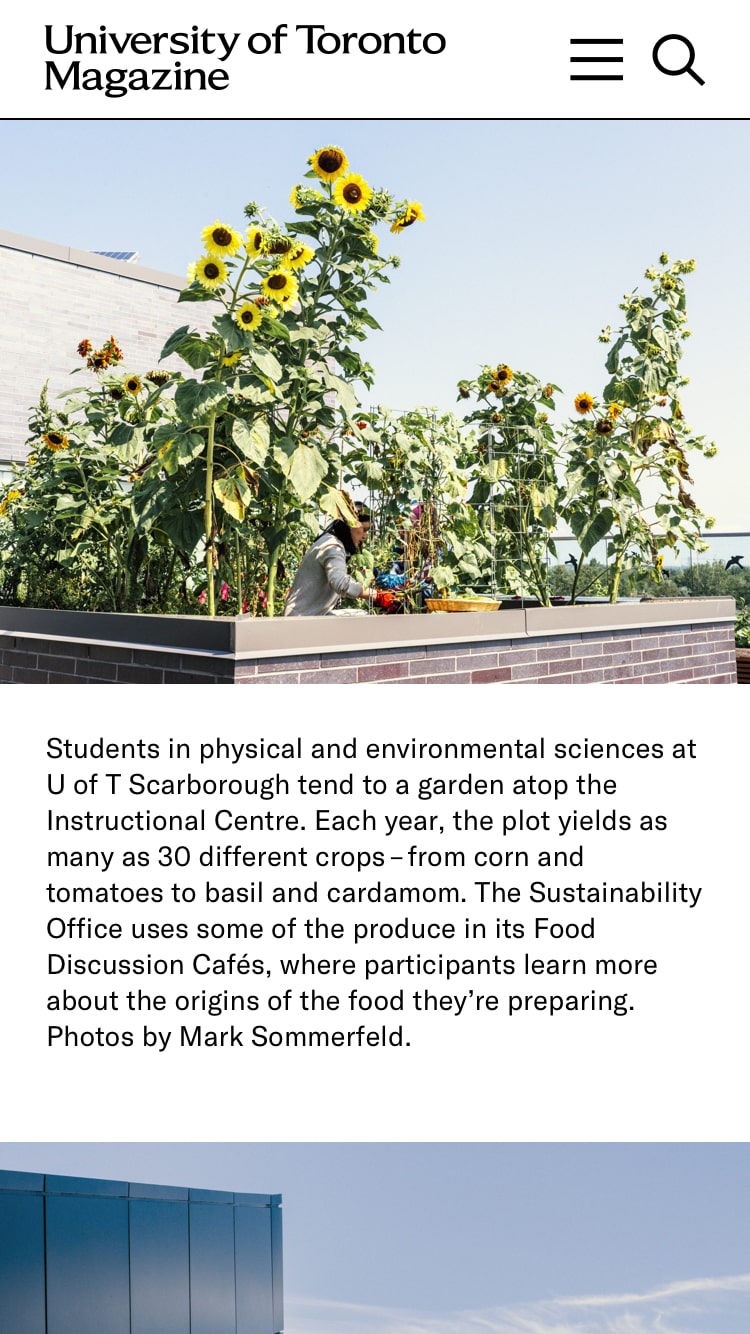 University of Toronto
Magazine
Students in physical and environmental sciences at
U of T Scarborough tend to a garden atop the
Instructional Centre. Each year, the plot yields as
many as 30 different crops – from corn and
tomatoes to basil and cardamom. The Sustainability
Office uses some of the produce in its Food
Discussion Cafés, where participants learn more
about the origins of the food they’re preparing.
Photos by Mark Sommerfeld.